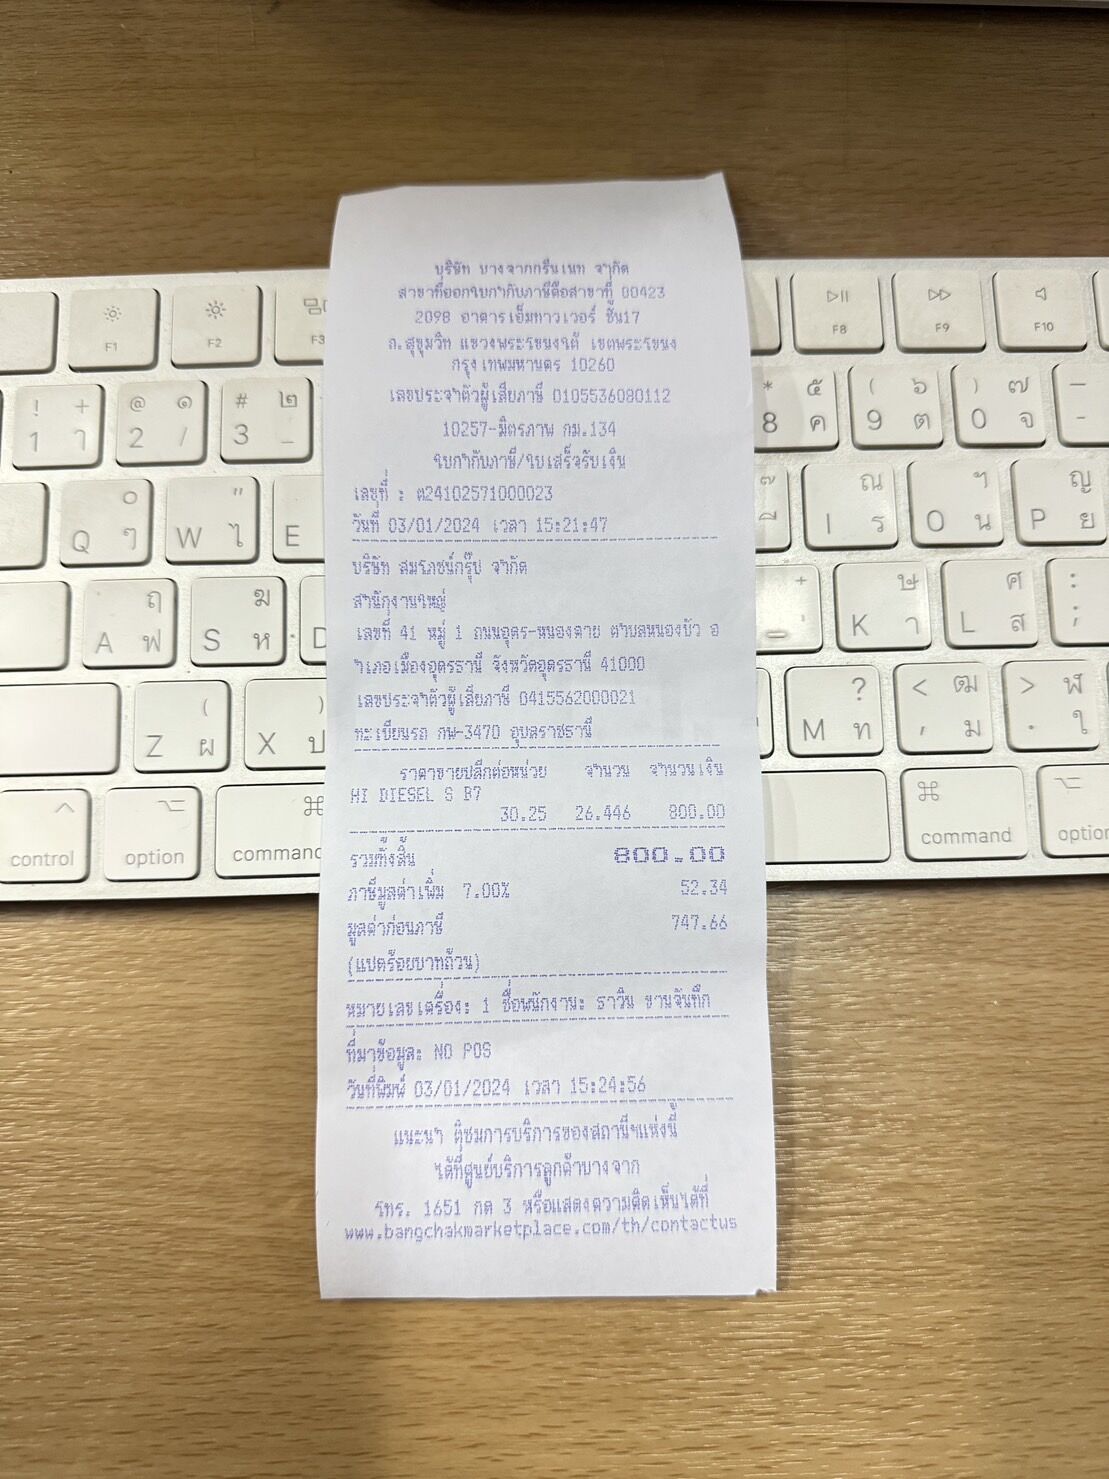 บริษัท บางจากกรีนเนท จำกัด
สาขาที่ออกใบกำกับภาษีคือสาขาที่ 00423
2098 อาคารเอ็มทาวเวอร์ ชั้น17
ถ.สุขุมวิท แขวงพระโขนงใต้ เขตพระโขนง
กรุงเทพมหานคร 10260
เลขประจำตัวผู้เสียภาษี 0105536080112
10257-มิตรภาพ กม.134
ใบกำกับภาษี/ใบเสร็จรับเงิน
เลขที่ : ต24102571000023
วันที่ 03/01/2024 เวลา 15:21:47
บริษัท สมโภชน์กรุ๊ป จำกัด
สำนักงานใหญ่
เลขที่ 41 หมู่ 1 ถนนอุดร-หนองคาย ตำบลหนองบัว อ
ำเภอเมืองอุดรธานี จังหวัดอุดรธานี 41000
เลขประจำตัวผู้เสียภาษี 0415562000021
ทะเบียนรถ กพ-3470 อุบลราชธานี
ราคาขายปลีกต่อหน่วย จำนวน จำนวนเงิน
HI DIESEL S B7
30.25 26.446 800.00
รวมทั้งสิ้น 800.00
ภาษีมูลค่าเพิ่ม 7.00% 52.34
มูลค่าก่อนภาษี 747.66
(แปดร้อยบาทถ้วน)
หมายเลขเครื่อง: 1 ชื่อพนักงาน: ธาวิน ขานจันทึก
ที่มาข้อมูล: NO POS
วันที่พิมพ์ 03/01/2024 เวลา 15:24:56
แนะนำ ติชมการบริการของสถานีฯแห่งนี้
ได้ที่ศูนย์บริการลูกค้าบางจาก
โทร. 1651 กด 3 หรือแสดงความคิดเห็นได้ที่
www.bangchakmarketplace.com/th/contactus